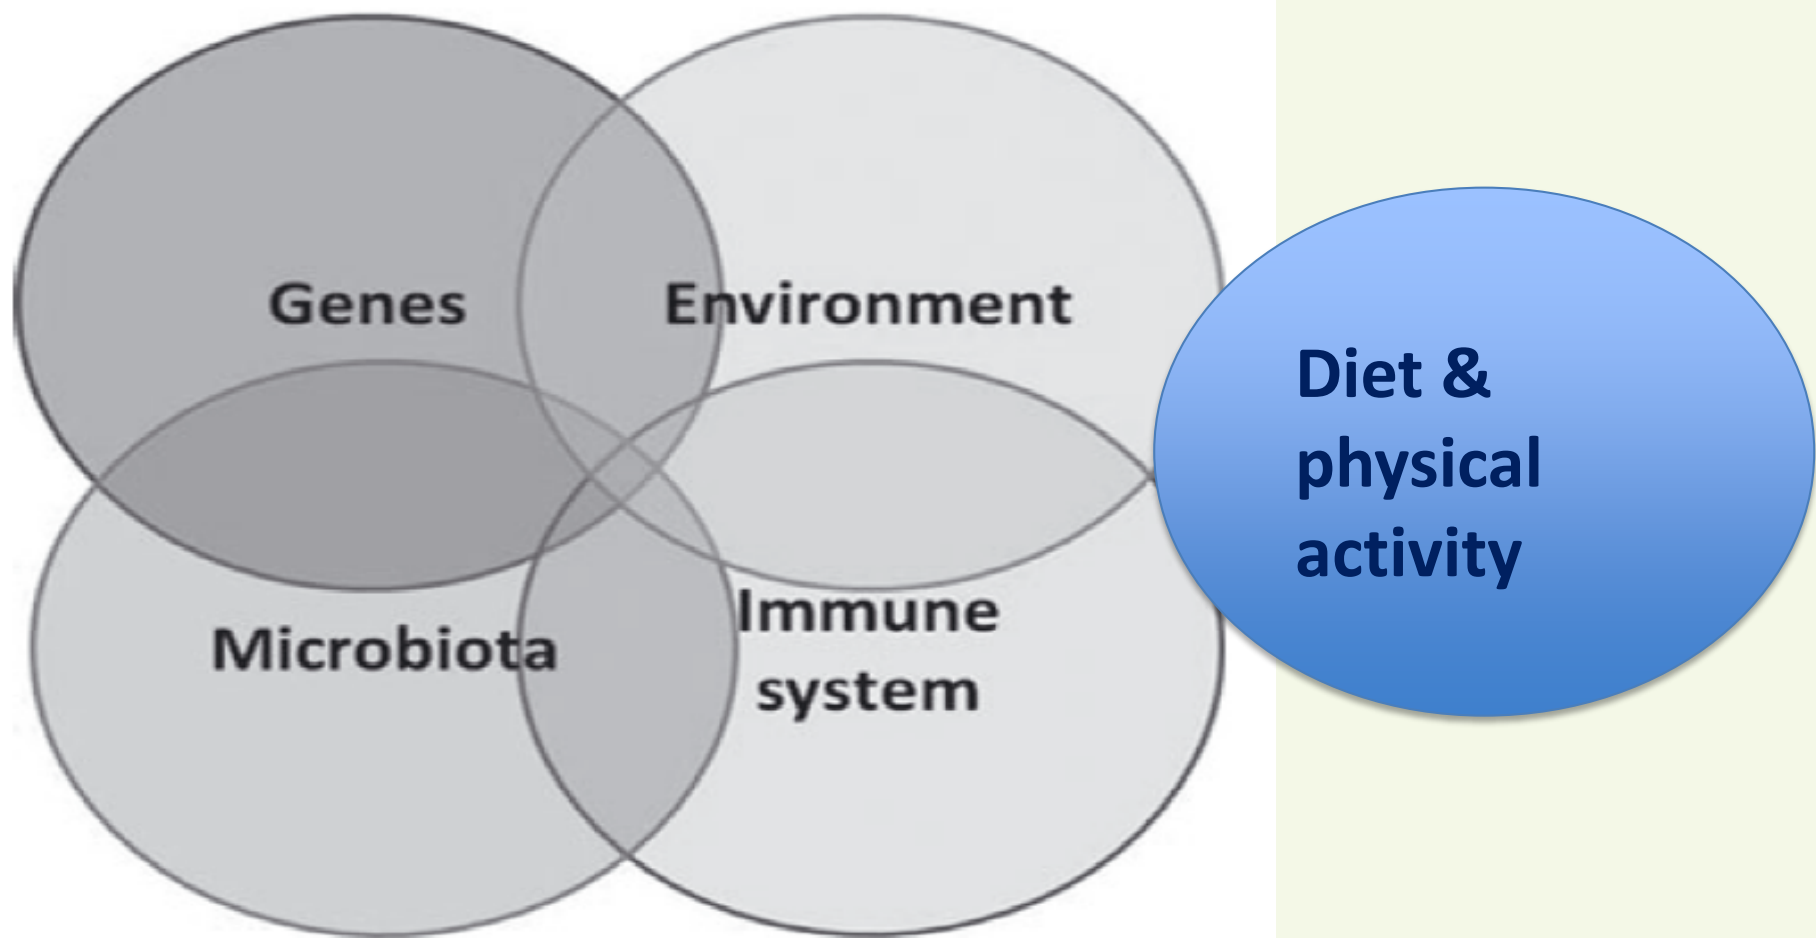 Genes
Environment
Diet &
physical
activity
Microbiota
Immune
system